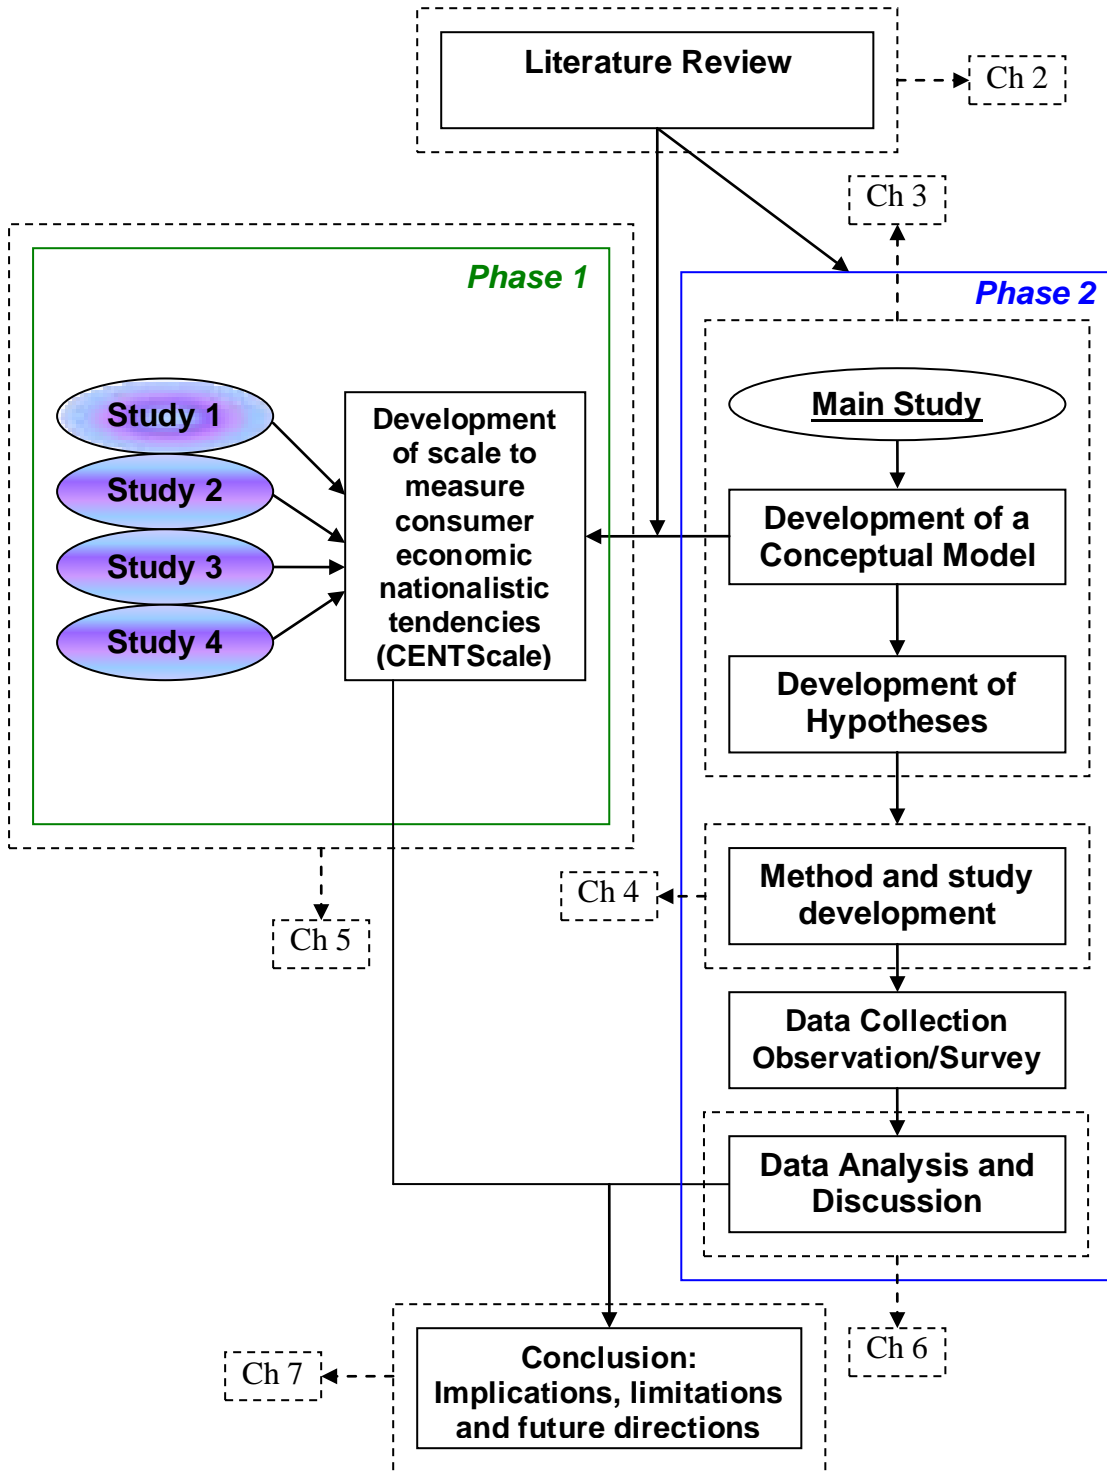 Literature Review
Ch 2
Ch 3
Phase 1
Phase 2
Study 1
Study 2
Study 3
Study 4
Development
of scale to
measure
consumer
economic
nationalistic
tendencies
(CENTScale)
Main Study
Development of a
Conceptual Model
Development of
Hypotheses
Method and study
development
Ch 4
Ch 5
Data Collection
Observation/Survey
Data Analysis and
Discussion
Ch 6
Ch 7
Conclusion:
Implications, limitations
and future directions